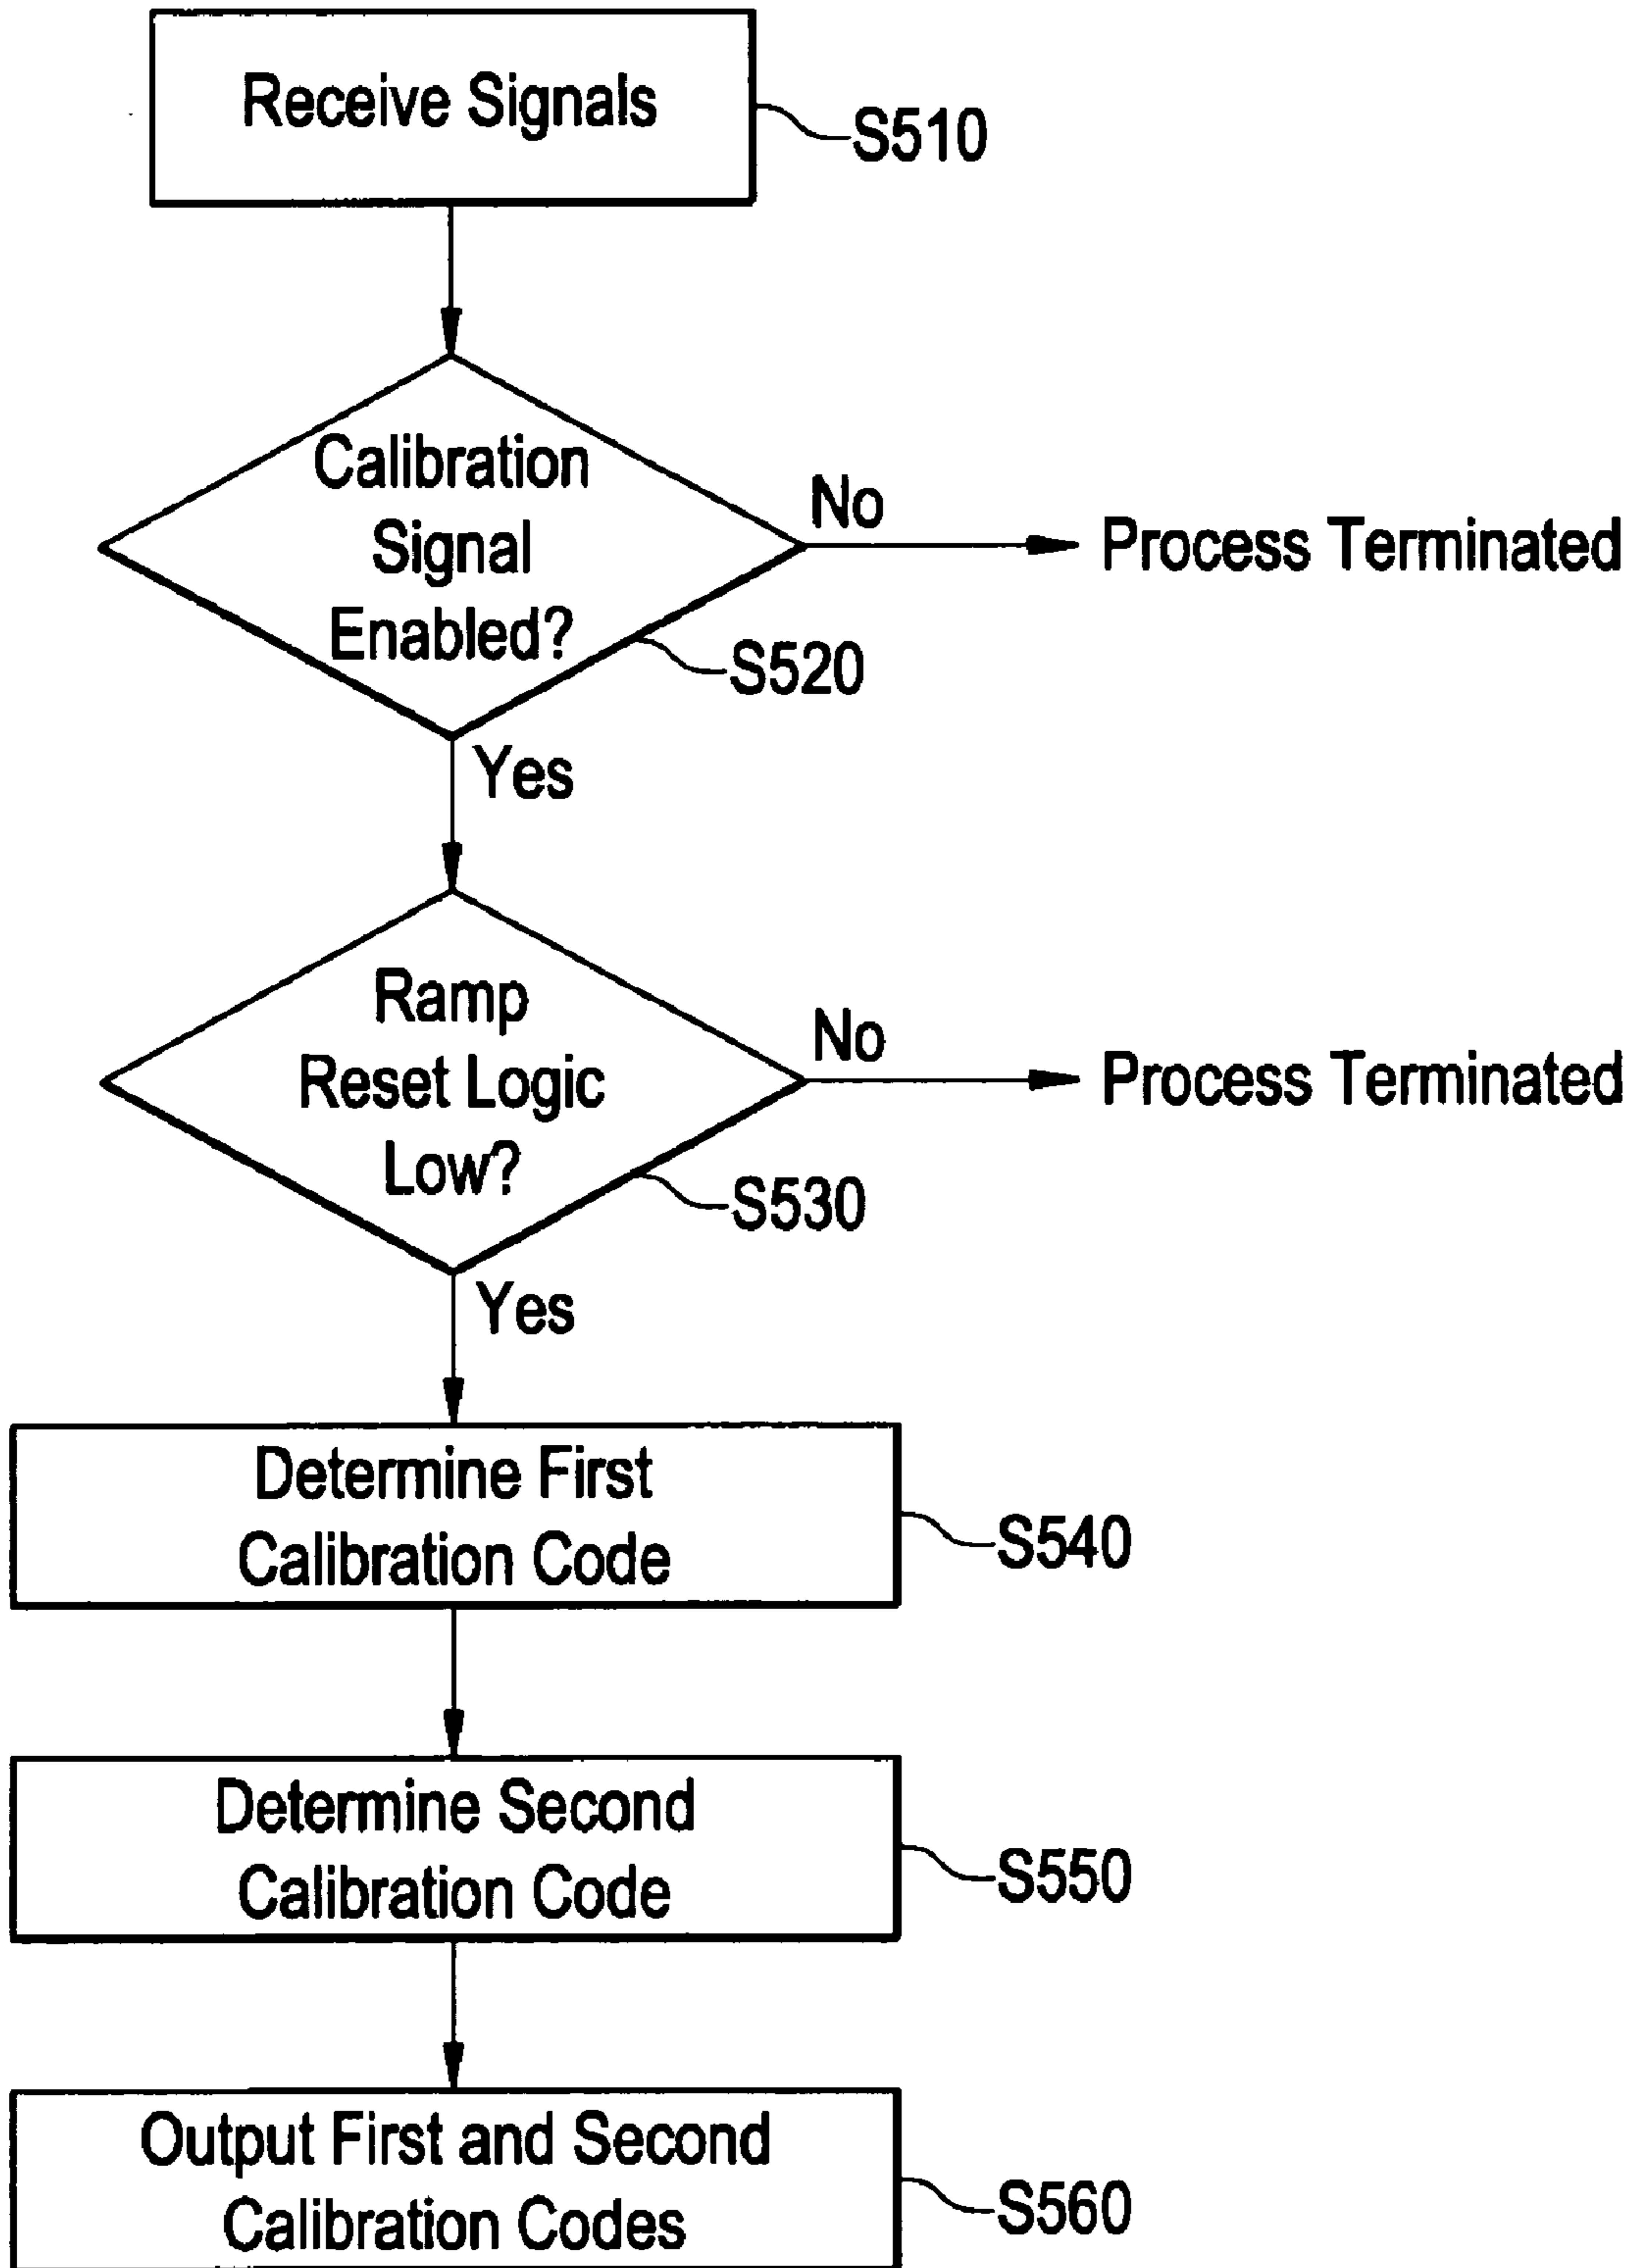 Receive Signals
S510
Calibration
Signal
Enabled?
No
Process Terminated
S520
Yes
Ramp
Reset Logic
Low?
No
Process Terminated
S530
Yes
Determine First
Calibration Code
S540
Determine Second
Calibration Code
S550
Output First and Second
Calibration Codes
S560